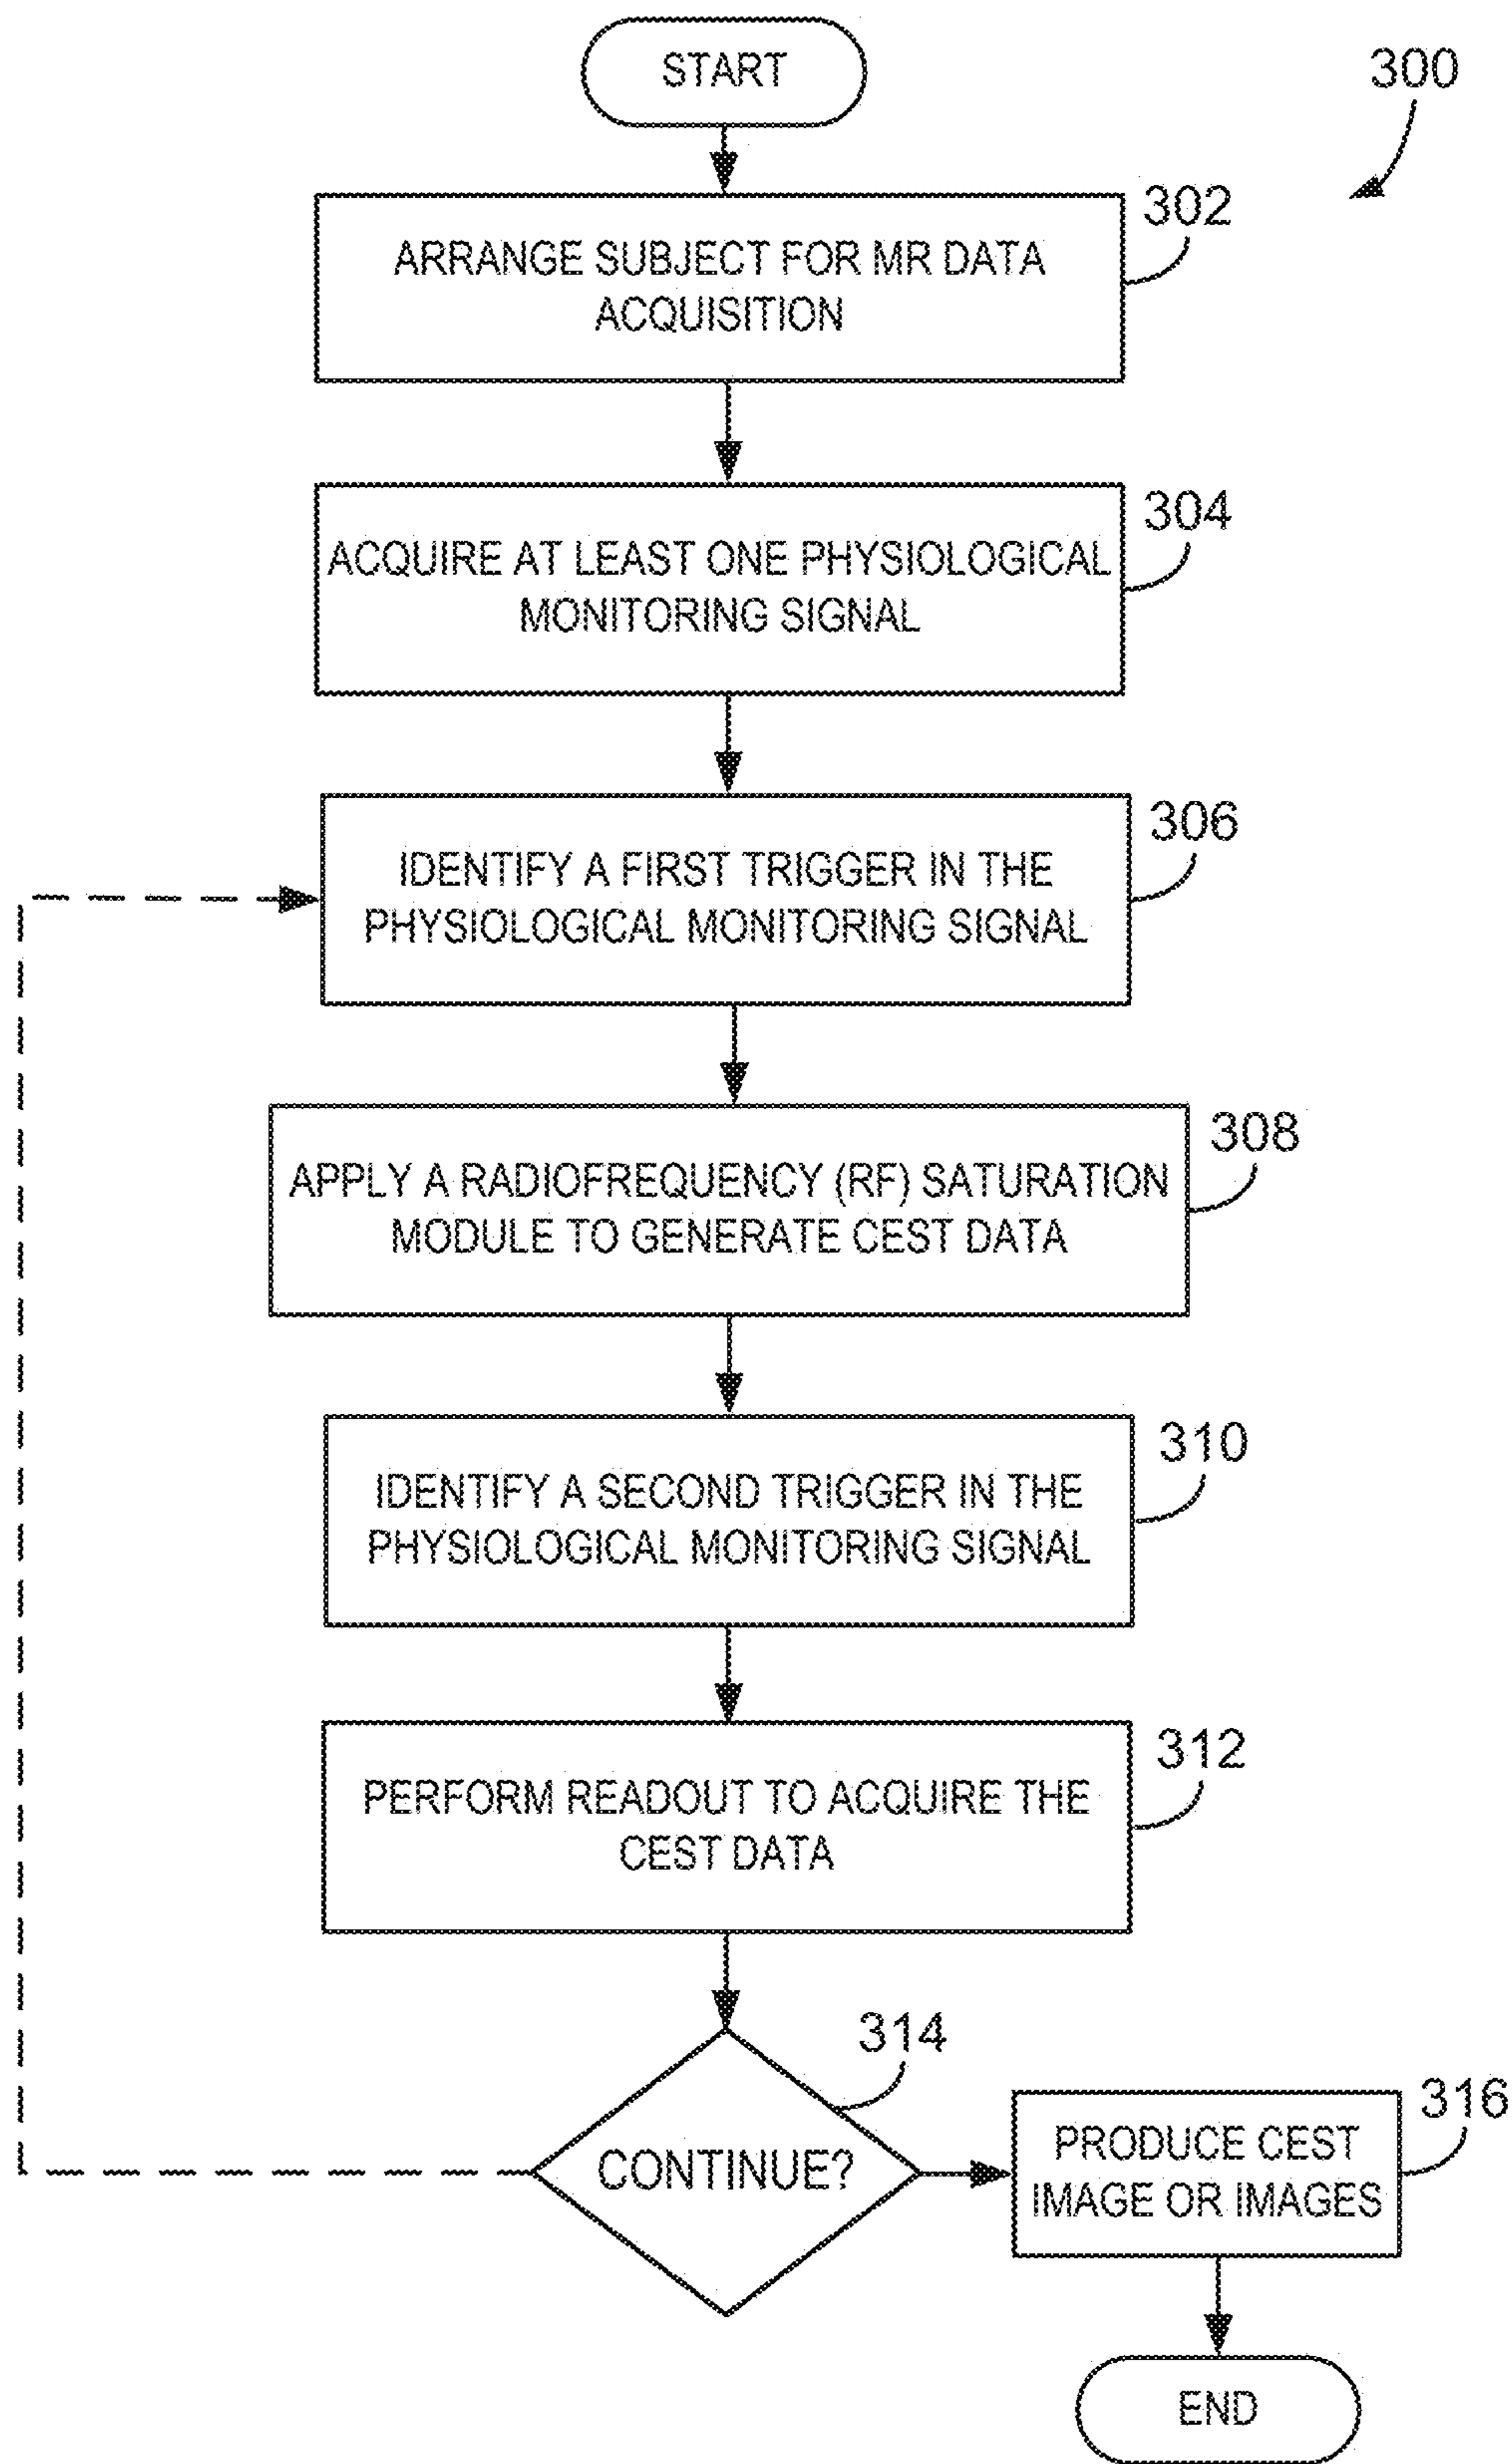 START
300
302
ARRANGE SUBJECT FOR MR DATA
ACQUISITION
304
ACQUIRE AT LEAST ONE PHYSIOLOGICAL
MONITORING SIGNAL
306
IDENTIFY A FIRST TRIGGER IN THE
PHYSIOLOGICAL MONITORING SIGNAL
308
APPLY A RADIOFREQUENCY (RF) SATURATION
MODULE TO GENERATE CEST DATA
310
IDENTIFY A SECOND TRIGGER IN THE
PHYSIOLOGICAL MONITORING SIGNAL
312
PERFORM READOUT TO ACQUIRE THE
CEST DATA
314
CONTINUE?
316
PRODUCE CEST
IMAGE OR IMAGES
END